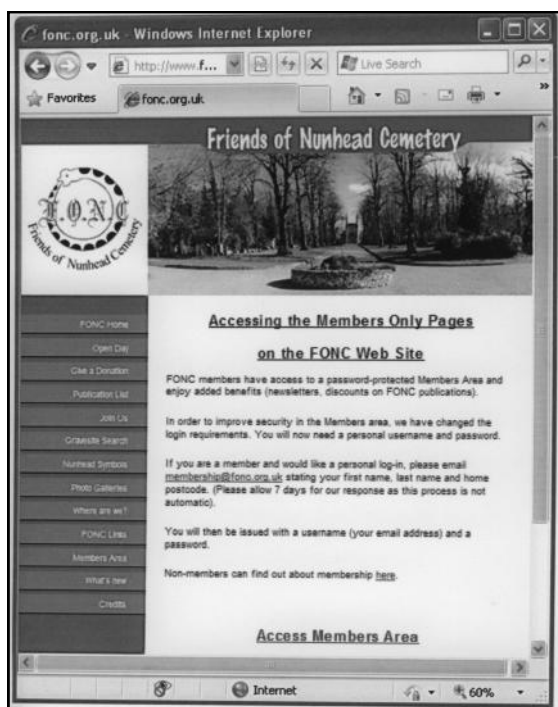 fonc.org.uk - Windows Internet Explorer
http://www.f...
Live Search
Favorites
fonc.org.uk
Friends of Nunhead Cemetery
F.O.N.C
Friends of Nunhead Cemetery
FONC Home
Open Day
Give a Donation
Publication List
Join Us
Gravesite Search
Nunhead Symbols
Photo Galleries
Where are we?
FONC Links
Members Area
What's new
Credits
Accessing the Members Only Pages
on the FONC Web Site
FONC members have access to a password-protected Members Area and
enjoy added benefits (newsletters, discounts on FONC publications).
In order to improve security in the Members area, we have changed the
login requirements. You will now need a personal username and password.
If you are a member and would like a personal log-in, please email
membership@fonc.org.uk stating your first name, last name and home
postcode. (Please allow 7 days for our response as this process is not
automatic).
You will then be issued with a username (your email address) and a
password.
Non-members can find out about membership here.
Access Members Area
Internet
60%